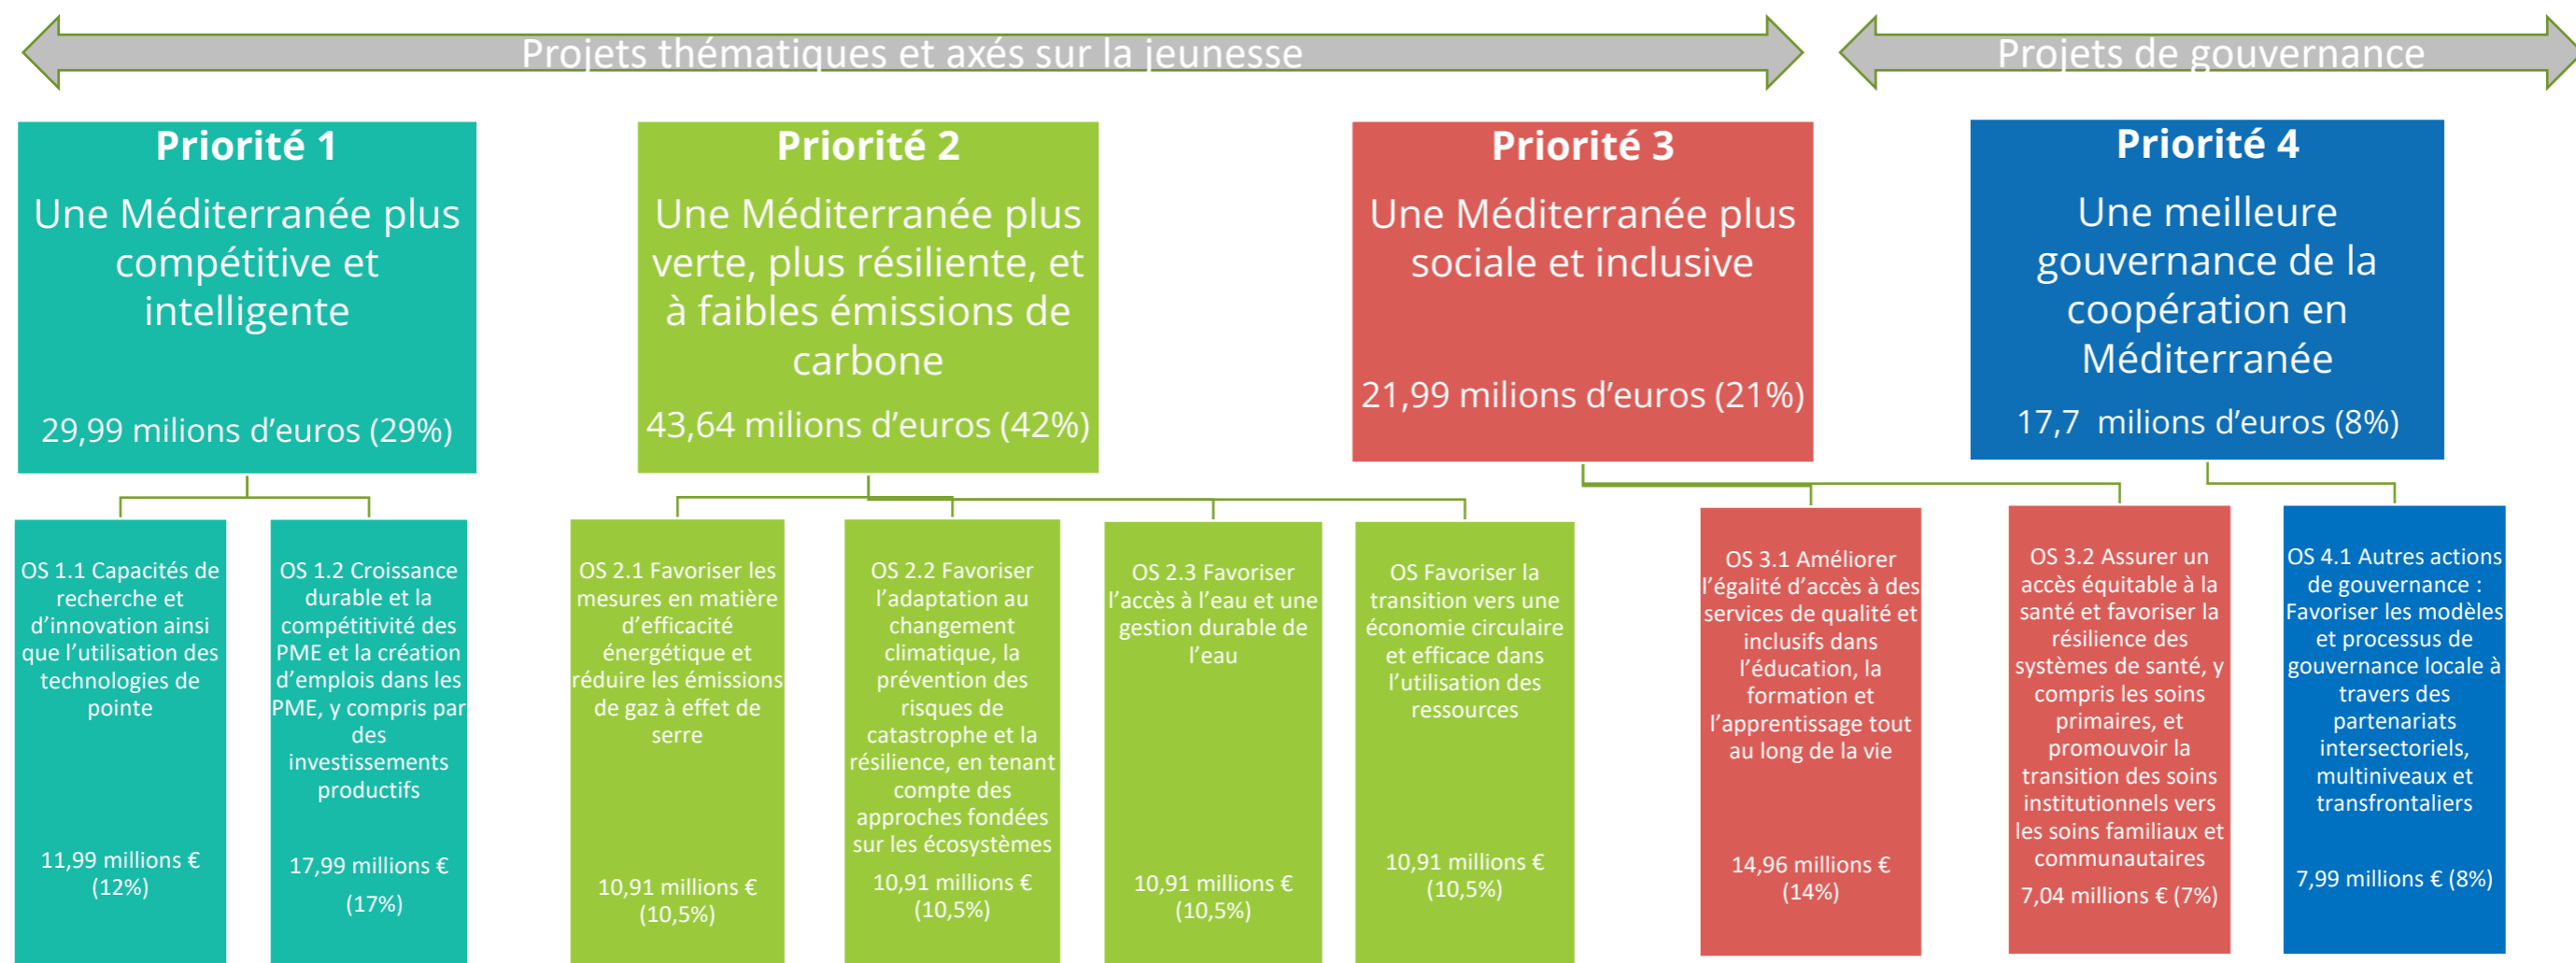 Projets thématiques et axés sur la jeunesse
Projets de gouvernance
Priorité 1
Une Méditerranée plus
compétitive et
intelligente
29,99 milions d’euros (29%)
Priorité 2
Une Méditerranée plus
verte, plus résiliente, et
à faibles émissions de
carbone
43,64 milions d’euros (42%)
Priorité 3
Une Méditerranée plus
sociale et inclusive
21,99 milions d’euros (21%)
Priorité 4
Une meilleure
gouvernance de la
coopération en
Méditerranée
17,7 milions d’euros (8%)
OS 1.1 Capacités de
recherche et
d’innovation ainsi
que l’utilisation des
technologies de
pointe
11,99 millions €
(12%)
OS 1.2 Croissance
durable et la
compétitivité des
PME et la création
d’emplois dans les
PME, y compris par
des
investissements
productifs
17,99 millions €
(17%)
OS 2.1 Favoriser les
mesures en matière
d’efficacité
énergétique et
réduire les émissions
de gaz à effet de
serre
10,91 millions €
(10,5%)
OS 2.2 Favoriser
l’adaptation au
changement
climatique, la
prévention des
risques de
catastrophe et la
résilience, en tenant
compte des
approches fondées
sur les écosystèmes
10,91 millions €
(10,5%)
OS 2.3 Favoriser
l’accès à l’eau et une
gestion durable de
l’eau
10,91 millions €
(10,5%)
OS Favoriser la
transition vers une
économie circulaire
et efficace dans
l’utilisation des
ressources
10,91 millions €
(10,5%)
OS 3.1 Améliorer
l’égalité d’accès à des
services de qualité et
inclusifs dans
l’éducation, la
formation et
l’apprentissage tout
au long de la vie
14,96 millions €
(14%)
OS 3.2 Assurer un
accès équitable à la
santé et favoriser la
résilience des
systèmes de santé, y
compris les soins
primaires, et
promouvoir la
transition des soins
institutionnels vers
les soins familiaux et
communautaires
7,04 millions € (7%)
OS 4.1 Autres actions
de gouvernance :
Favoriser les modèles
et processus de
gouvernance locale à
travers des
partenariats
intersectoriels,
multiniveaux et
transfrontaliers
7,99 millions € (8%)